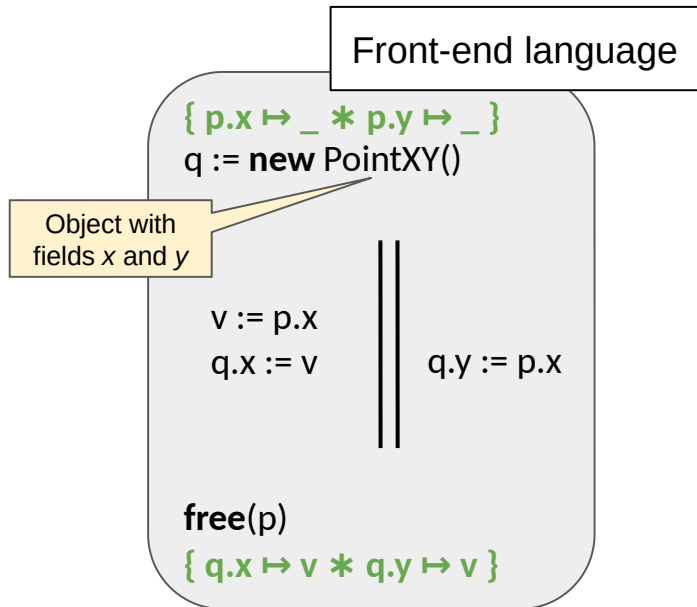 Front-end language
{ p.x ↦ _ ∗ p.y ↦ _ }
q := new PointXY()
Object with
fields x and y
v := p.x
q.x := v
q.y := p.x
free(p)
{ q.x ↦ v ∗ q.y ↦ v }